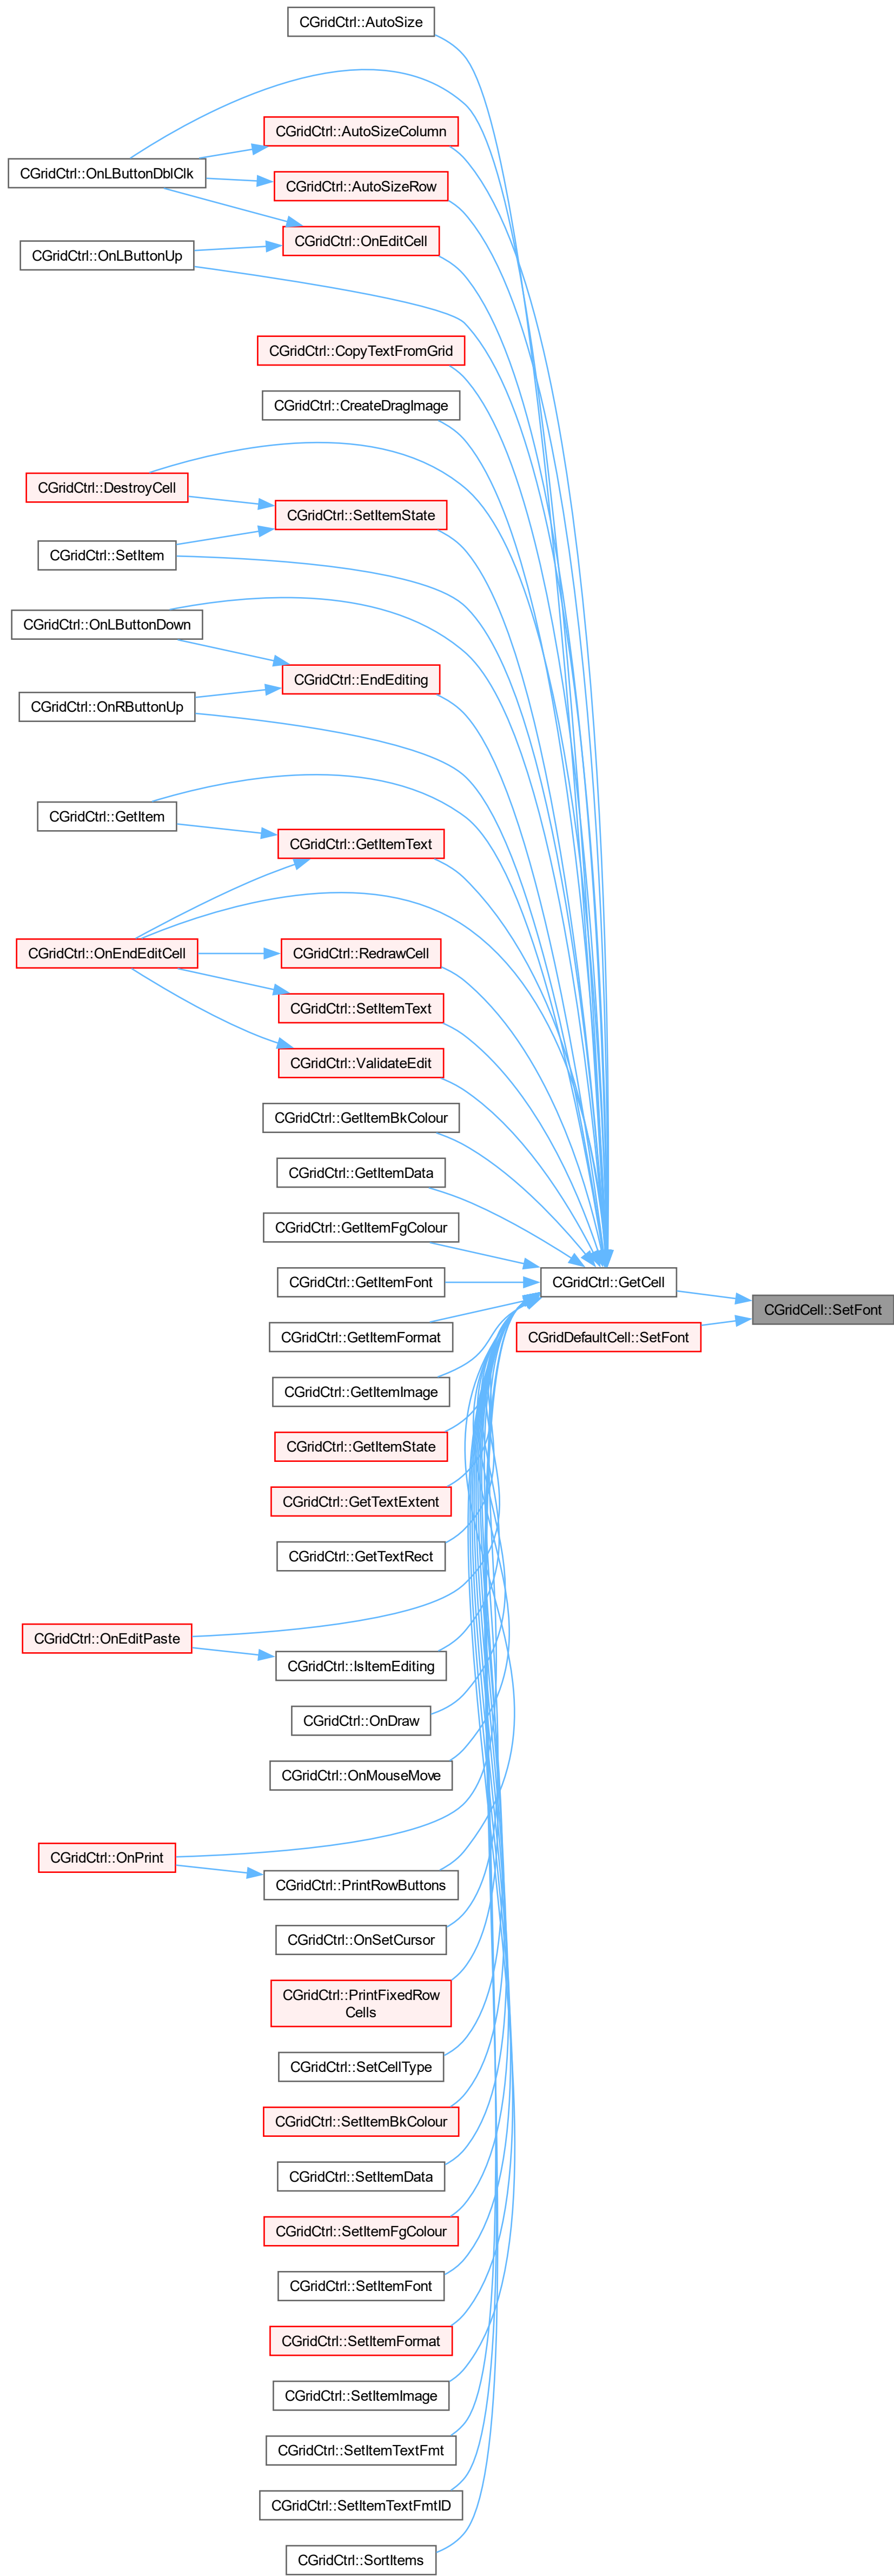 CGridCtrl::AutoSize
CGridCtrl::AutoSizeColumn
CGridCtrl::OnLButtonDblClk
CGridCtrl::AutoSizeRow
CGridCtrl::OnEditCell
CGridCtrl::OnLButtonUp
CGridCtrl::CopyTextFromGrid
CGridCtrl::CreateDragImage
CGridCtrl::DestroyCell
CGridCtrl::SetItemState
CGridCtrl::SetItem
CGridCtrl::OnLButtonDown
CGridCtrl::EndEditing
CGridCtrl::OnRButtonUp
CGridCtrl::GetItem
CGridCtrl::GetItemText
CGridCtrl::OnEndEditCell
CGridCtrl::RedrawCell
CGridCtrl::SetItemText
CGridCtrl::ValidateEdit
CGridCtrl::GetItemBkColour
CGridCtrl::GetItemData
CGridCtrl::GetItemFgColour
CGridCtrl::GetItemFont
CGridCtrl::GetCell
CGridCell::SetFont
CGridCtrl::GetItemFormat
CGridDefaultCell::SetFont
CGridCtrl::GetItemImage
CGridCtrl::GetItemState
CGridCtrl::GetTextExtent
CGridCtrl::GetTextRect
CGridCtrl::OnEditPaste
CGridCtrl::IsItemEditing
CGridCtrl::OnDraw
CGridCtrl::OnMouseMove
CGridCtrl::OnPrint
CGridCtrl::PrintRowButtons
CGridCtrl::OnSetCursor
CGridCtrl::PrintFixedRow
Cells
CGridCtrl::SetCellType
CGridCtrl::SetItemBkColour
CGridCtrl::SetItemData
CGridCtrl::SetItemFgColour
CGridCtrl::SetItemFont
CGridCtrl::SetItemFormat
CGridCtrl::SetItemImage
CGridCtrl::SetItemTextFmt
CGridCtrl::SetItemTextFmtID
CGridCtrl::SortItems